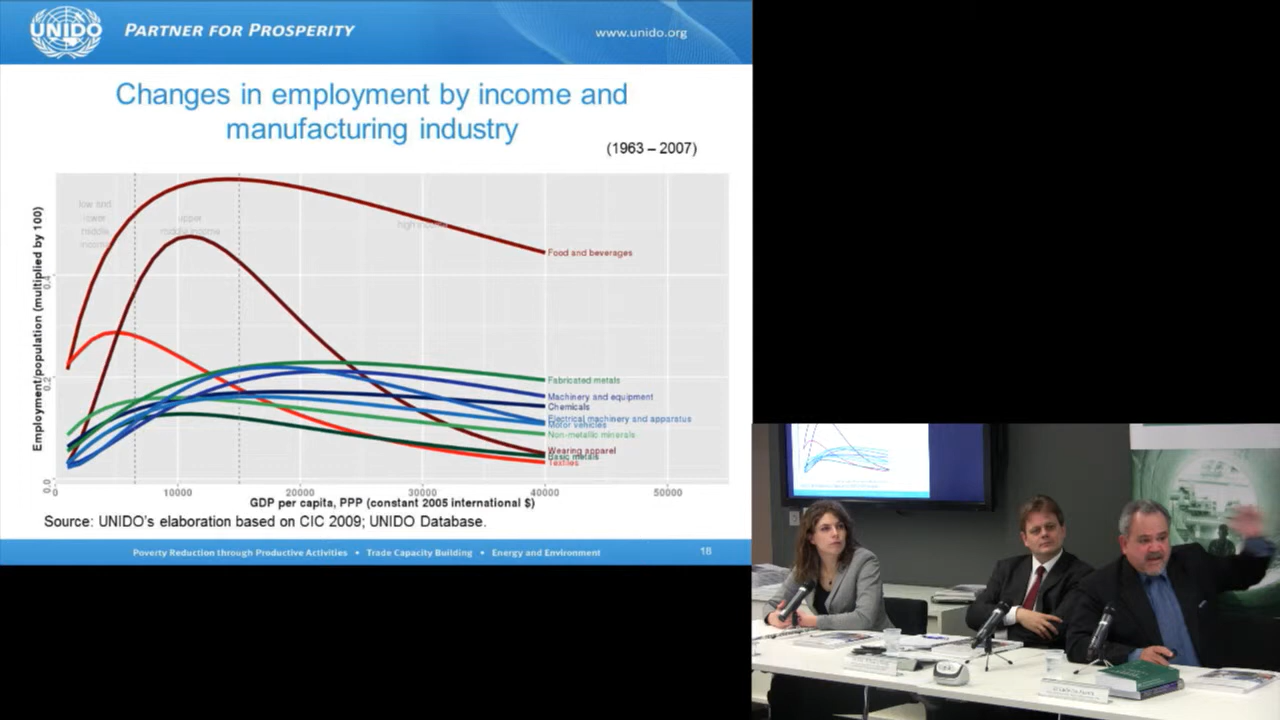 UNIDO
PARTNER FOR PROSPERITY
www.unido.org
Changes in employment by income and
manufacturing industry
(1963 – 2007)
Employment/population (multiplied by 100)
0.4
0.2
0.0
low and
lower
middle
income
upper
middle income
high income
Food and beverages
Fabricated metals
Machinery and equipment
Chemicals
Electrical machinery and apparatus
Motor vehicles
Non-metallic minerals
Wearing apparel
Basic metals
Textiles
0
10000
20000
30000
40000
50000
GDP per capita, PPP (constant 2005 international $)
Source: UNIDO's elaboration based on CIC 2009; UNIDO Database.
Poverty Reduction through Productive Activities • Trade Capacity Building • Energy and Environment
18